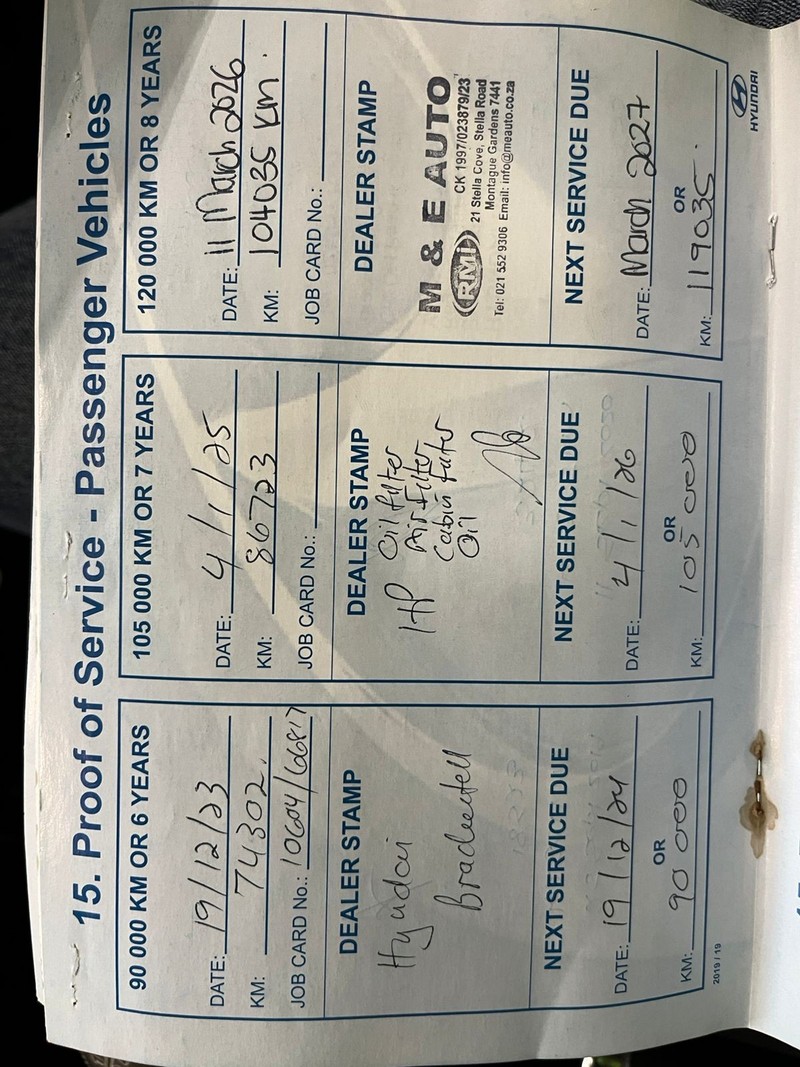 15. Proof of Service - Passenger Vehicles
90 000 KM OR 6 YEARS
DATE: 19/12/23
KM: 74302.
JOB CARD No.: 10604/66817
DEALER STAMP
Hyundai
NEXT SERVICE DUE
DATE: 19/12/24
OR
KM: 90 000
2019 / 19
105 000 KM OR 7 YEARS
DATE: 4/1/25
KM: 86723
JOB CARD No.:
DEALER STAMP
Oil filter
Air Filter
Cabin Filter
Oil
NEXT SERVICE DUE
DATE: 4/1/26
OR
KM: 105 000
120 000 KM OR 8 YEARS
DATE: 11 March 2026
KM: 104035 KM.
JOB CARD No.:
DEALER STAMP
M & E AUTO
RMI
CK 1997/023879/23
21 Stella Cove, Stella Road
Montague Gardens 7441
Tel: 021 552 9306 Email: info@meauto.co.za
NEXT SERVICE DUE
DATE: March 2027
OR
KM: 119035.
HYUNDAI